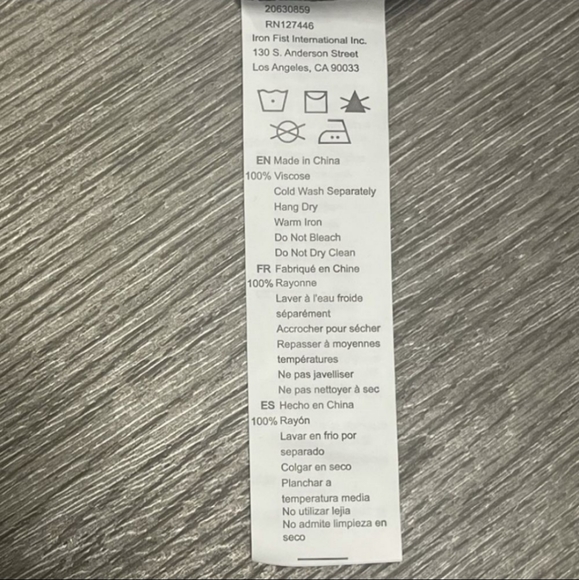 20630859
RN127446
Iron Fist International Inc.
130 S. Anderson Street
Los Angeles, CA 90033
EN Made in China
100% Viscose
Cold Wash Separately
Hang Dry
Warm Iron
Do Not Bleach
Do Not Dry Clean
FR Fabriqué en Chine
100% Rayonne
Laver à l'eau froide
séparément
Accrocher pour sécher
Repasser à moyennes
températures
Ne pas javelliser
Ne pas nettoyer à sec
ES Hecho en China
100% Rayón
Lavar en frio por
separado
Colgar en seco
Planchar a
temperatura media
No utilizar lejia
No admite limpieza en
seco